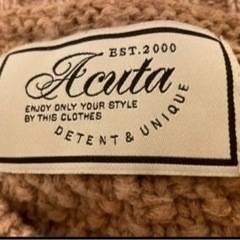 EST.2000
Acuta
ENJOY ONLY YOUR STYLE
BY THIS CLOTHES
DETENT & UNIQUE